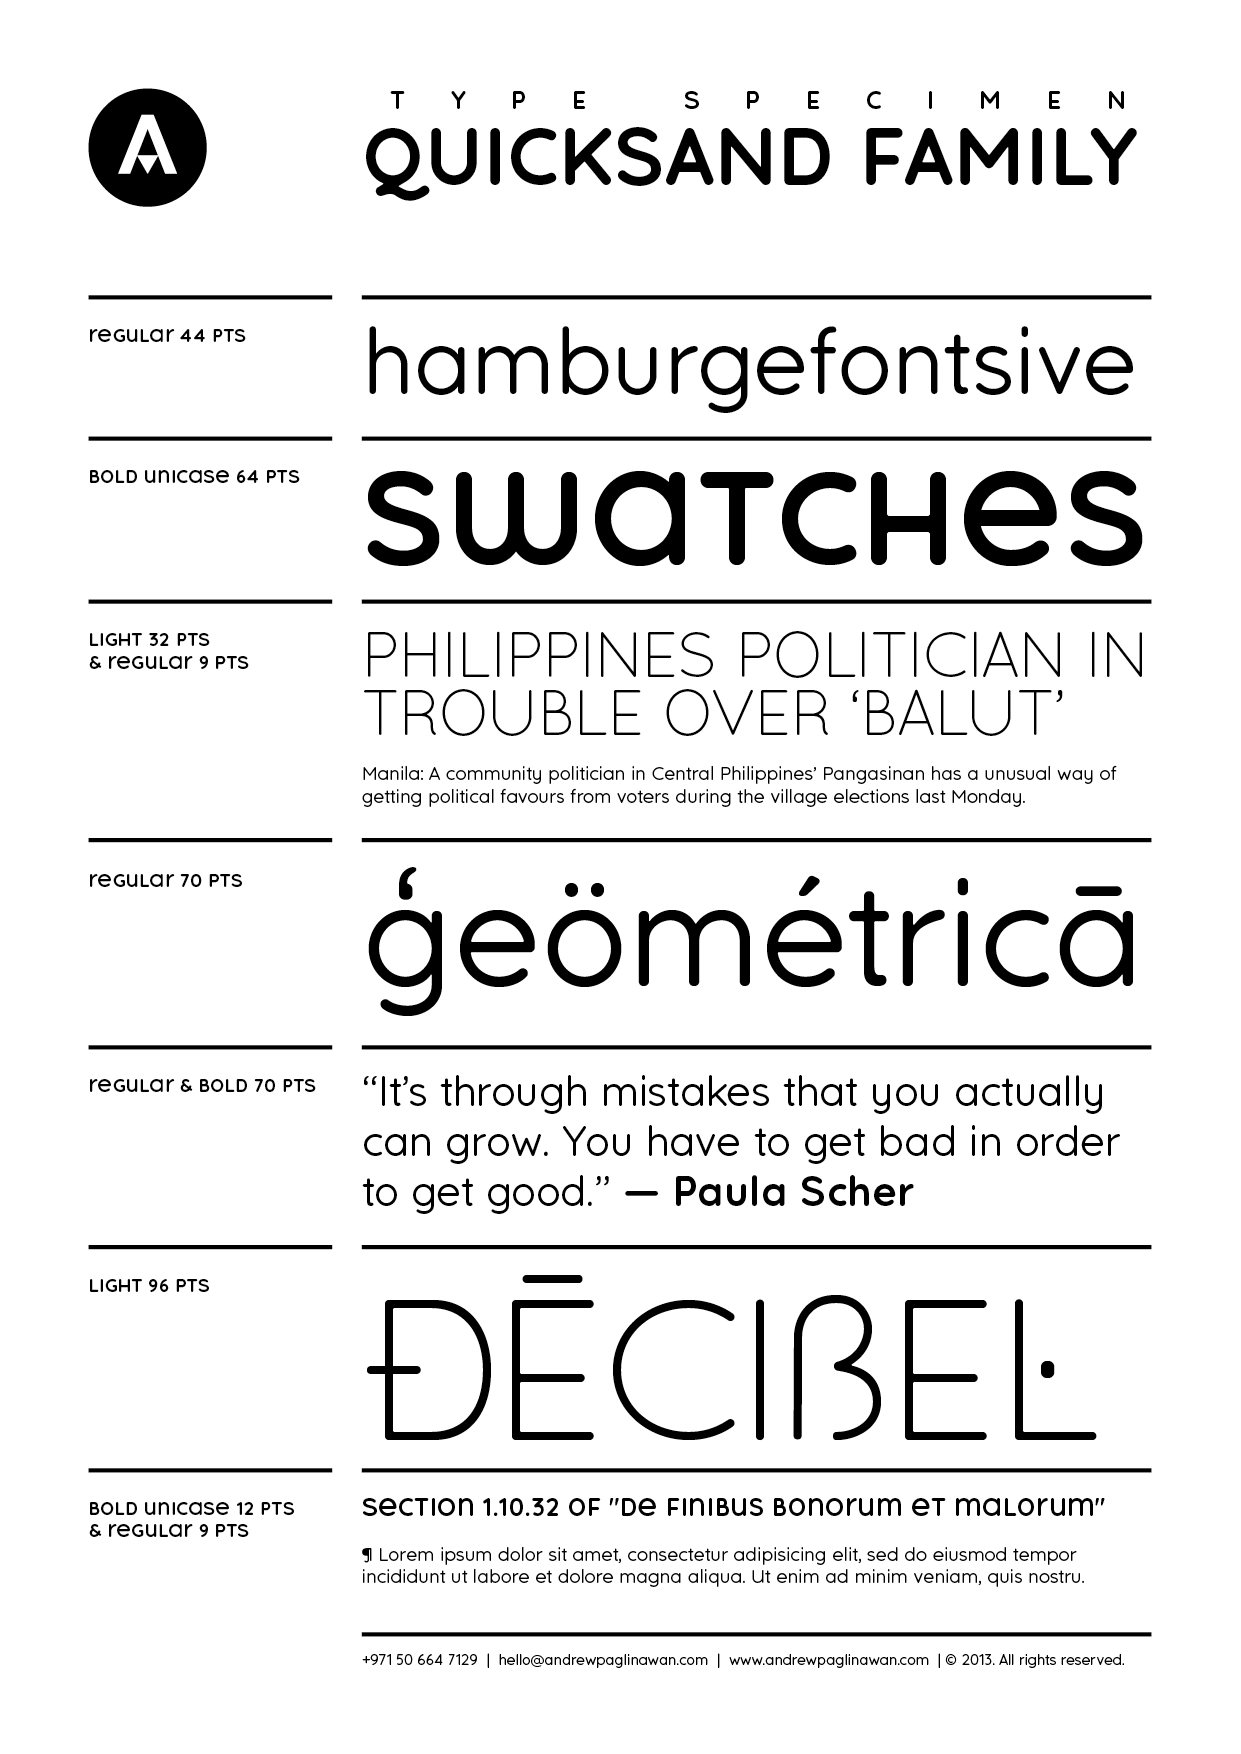 A
TYPE SPECIMEN
QUICKSAND FAMILY
regular 44 PTS
hamburgefontsive
BOLD unicase 64 PTS
swaTCHes
LIGHT 32 PTS
& regular 9 PTS
PHILIPPINES POLITICIAN IN
TROUBLE OVER ‘BALUT’
Manila: A community politician in Central Philippines’ Pangasinan has a unusual way of
getting political favours from voters during the village elections last Monday.
regular 70 PTS
ģeömétricā
regular & BOLD 70 PTS
“It’s through mistakes that you actually
can grow. You have to get bad in order
to get good.” — Paula Scher
LIGHT 96 PTS
ĐĒCIẞEĿ
BOLD unicase 12 PTS
& regular 9 PTS
section 1.10.32 OF "De Finibus Bonorum et malorum"
¶ Lorem ipsum dolor sit amet, consectetur adipisicing elit, sed do eiusmod tempor
incididunt ut labore et dolore magna aliqua. Ut enim ad minim veniam, quis nostru.
+971 50 664 7129 | hello@andrewpaglinawan.com | www.andrewpaglinawan.com | © 2013. All rights reserved.